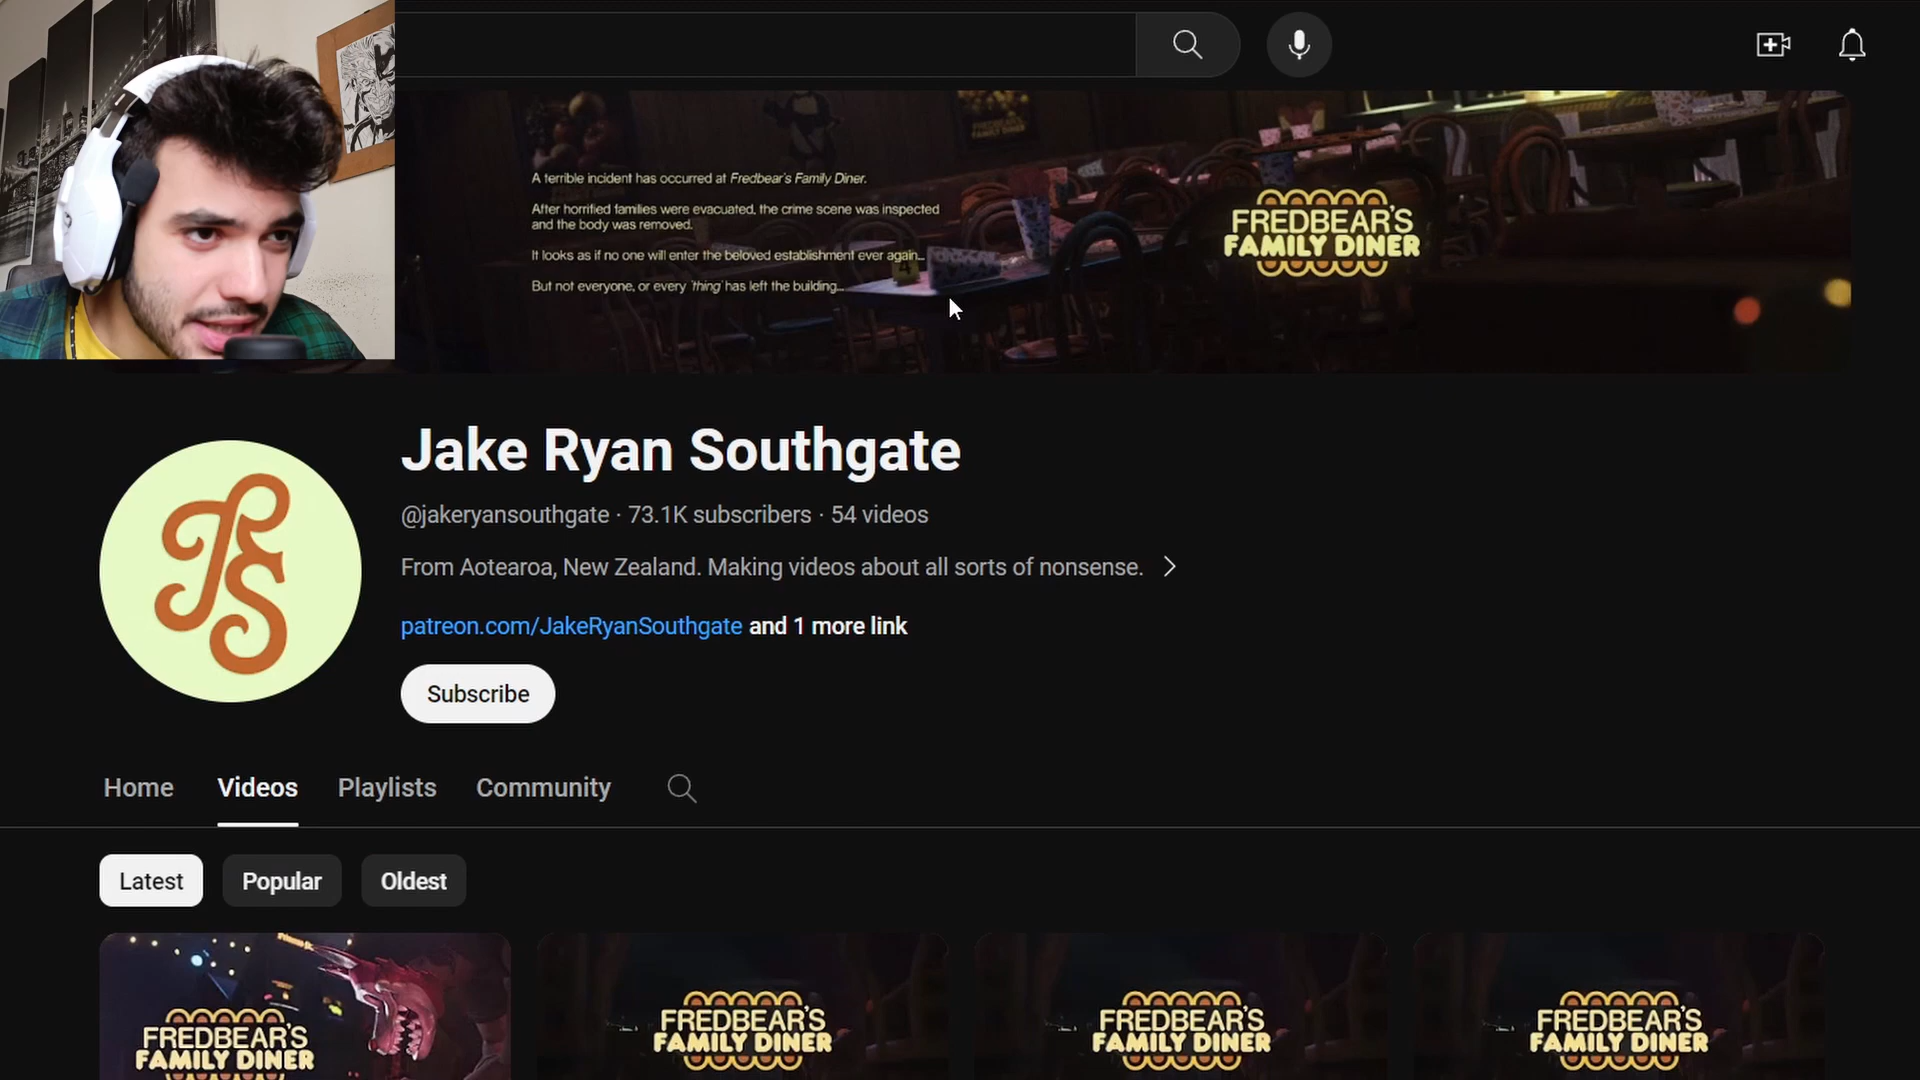 A terrible incident has occurred at Fredbear's Family Diner.
After horrified families were evacuated, the crime scene was inspected
and the body was removed.
It looks as if no one will enter the beloved establishment ever again...
But not everyone, or every 'thing' has left the building...
FREDBEAR'S
FAMILY DINER
Jake Ryan Southgate
@jakeryansouthgate · 73.1K subscribers · 54 videos
From Aotearoa, New Zealand. Making videos about all sorts of nonsense.
patreon.com/JakeRyanSouthgate and 1 more link
Subscribe
Home Videos Playlists Community
Latest Popular Oldest
FREDBEAR'S
FAMILY DINER
FREDBEAR'S
FAMILY DINER
FREDBEAR'S
FAMILY DINER
FREDBEAR'S
FAMILY DINER